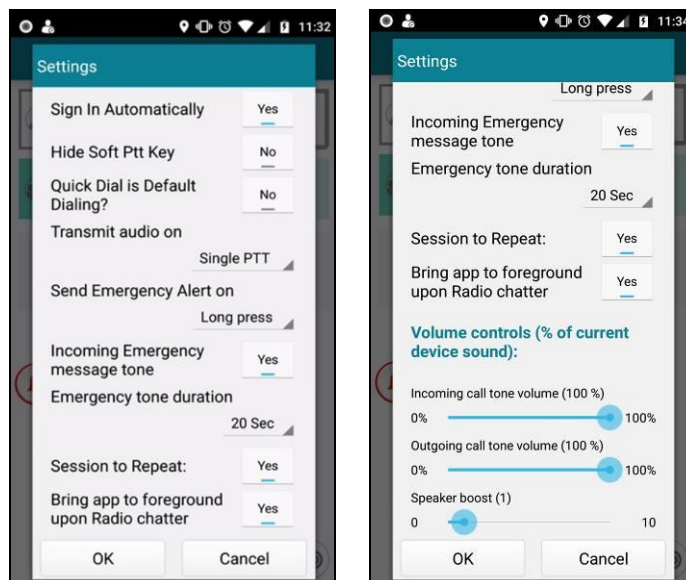 11:32
Settings
Sign In Automatically
Yes
Hide Soft Ptt Key
No
Quick Dial is Default
Dialing?
No
Transmit audio on
Single PTT
Send Emergency Alert on
Long press
Incoming Emergency
message tone
Yes
Emergency tone duration
20 Sec
Session to Repeat:
Yes
Bring app to foreground
upon Radio chatter
Yes
OK
Cancel
11:34
Settings
Long press
Incoming Emergency
message tone
Yes
Emergency tone duration
20 Sec
Session to Repeat:
Yes
Bring app to foreground
upon Radio chatter
Yes
Volume controls (% of current
device sound):
Incoming call tone volume (100 %)
0%
100%
Outgoing call tone volume (100 %)
0%
100%
Speaker boost (1)
0
10
OK
Cancel